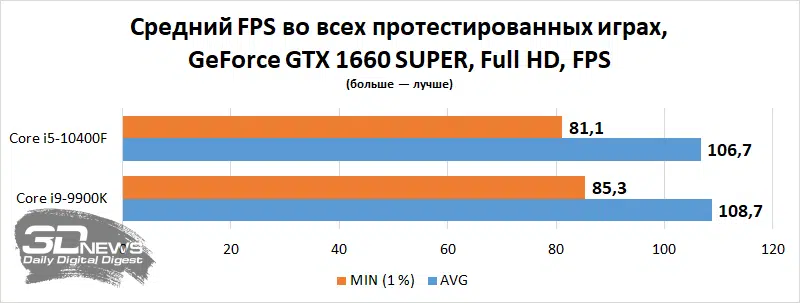 Средний FPS во всех протестированных играх,
GeForce GTX 1660 SUPER, Full HD, FPS
(больше — лучше)
Core i5-10400F
81,1
106,7
Core i9-9900K
85,3
108,7
3DNEWS
Daily Digital Digest
20 40 60 80 100 120
MIN (1 %) AVG